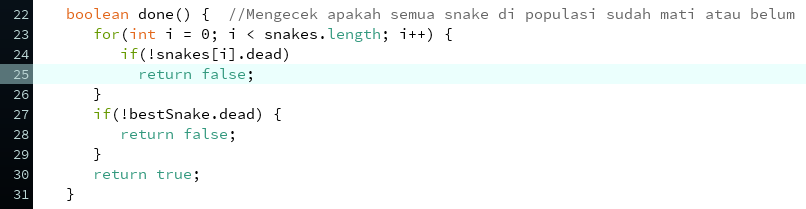 22 boolean done() {  //Mengecek apakah semua snake di populasi sudah mati atau belum
23 for(int i = 0; i < snakes.length; i++) {
24 if(!snakes[i].dead)
25 return false;
26 }
27 if(!bestSnake.dead) {
28 return false;
29 }
30 return true;
31 }